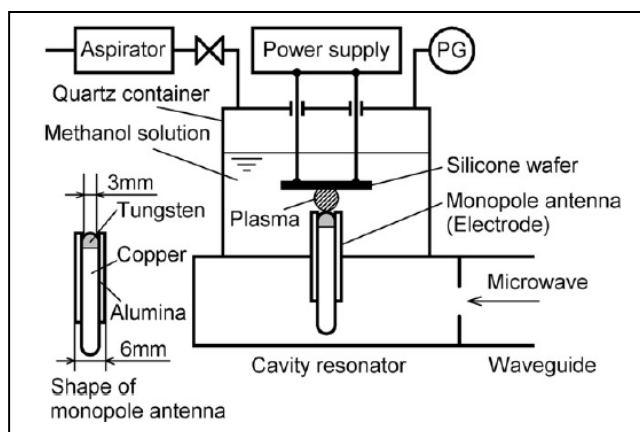 Aspirator
Power supply
PG
Quartz container
Methanol solution
Silicone wafer
3mm
Plasma
Monopole antenna
(Electrode)
Tungsten
Copper
Alumina
Microwave
6mm
Cavity resonator
Waveguide
Shape of
monopole antenna